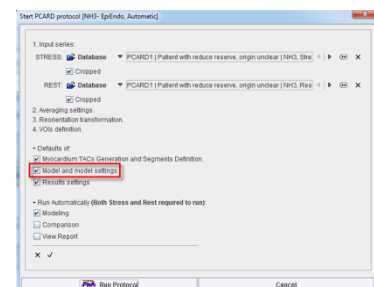 Start PCARD protocol [NH3- EpiEndo, Automatic]
1. Input series:
STRESS: Database PCARD1 | Patient with reduce reserve, origin unclear | NH3, Stre
Cropped
REST: Database PCARD1 | Patient with reduce reserve, origin unclear | NH3, Res
Cropped
2. Averaging settings.
3. Reorientation transformation.
4. VOIs definition.
Defaults of:
Myocardium TACs Generation and Segments Definition
Model and model settings
Results settings
Run Automatically (Both Stress and Rest required to run):
Modeling
Comparison
View Report
Run Protocol
Cancel